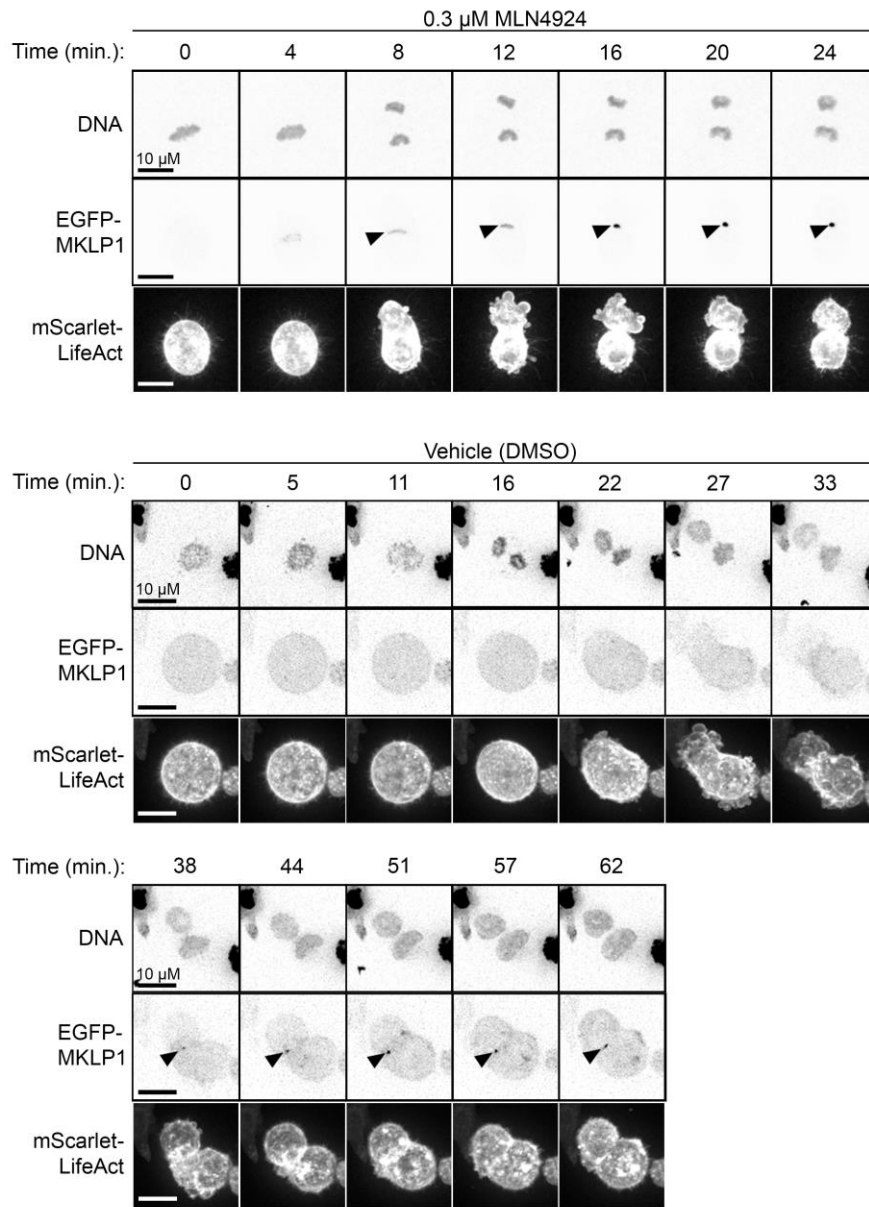 0.3 µM MLN4924
Time (min.): 0 4 8 12 16 20 24
DNA
10 µM
EGFP-
MKLP1
mScarlet-
LifeAct
Vehicle (DMSO)
Time (min.): 0 5 11 16 22 27 33
DNA
10 µM
EGFP-
MKLP1
mScarlet-
LifeAct
Time (min.): 38 44 51 57 62
DNA
10 µM
EGFP-
MKLP1
mScarlet-
LifeAct